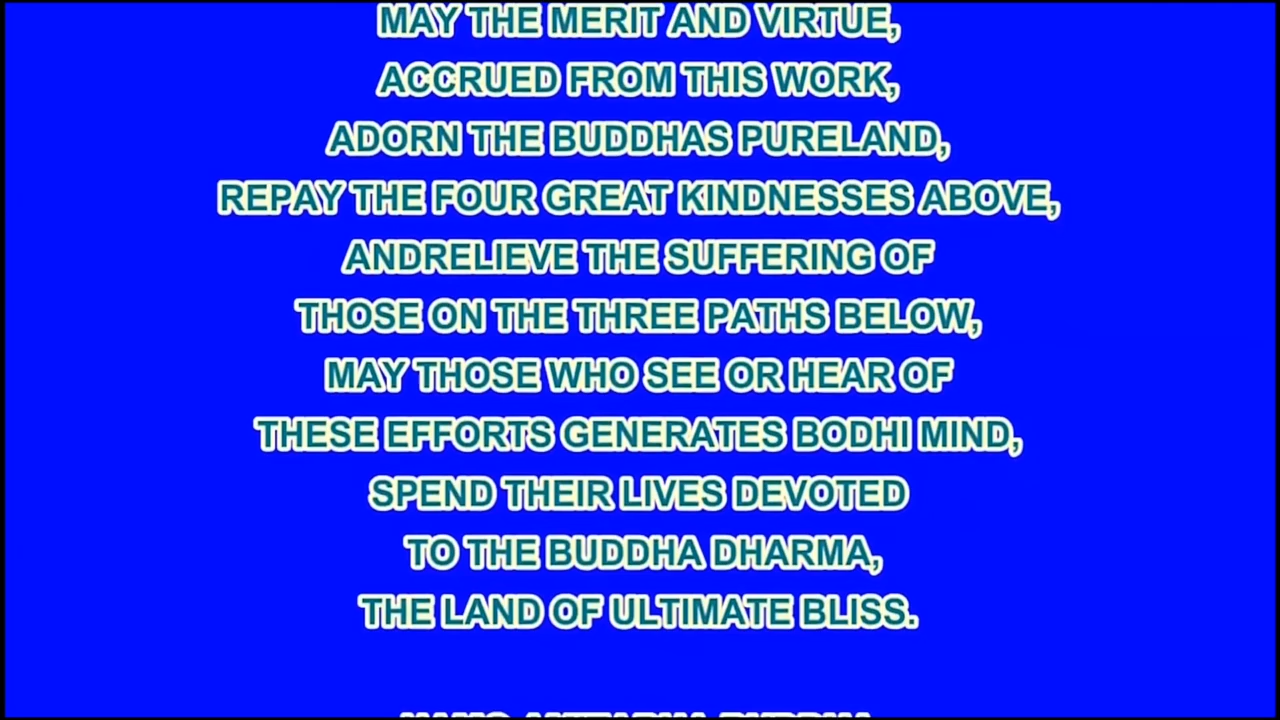 MAY THE MERIT AND VIRTUE,
ACCRUED FROM THIS WORK,
ADORN THE BUDDHAS PURELAND,
REPAY THE FOUR GREAT KINDNESSES ABOVE,
ANDRELIEVE THE SUFFERING OF
THOSE ON THE THREE PATHS BELOW,
MAY THOSE WHO SEE OR HEAR OF
THESE EFFORTS GENERATES BODHI MIND,
SPEND THEIR LIVES DEVOTED
TO THE BUDDHA DHARMA,
THE LAND OF ULTIMATE BLISS.